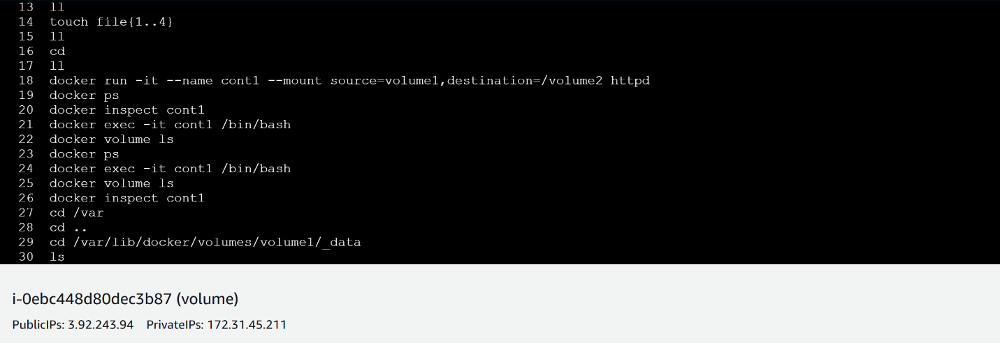 13 ll
14 touch file{1..4}
15 ll
16 cd
17 ll
18 docker run -it --name cont1 --mount source=volume1,destination=/volume2 httpd
19 docker ps
20 docker inspect cont1
21 docker exec -it cont1 /bin/bash
22 docker volume ls
23 docker ps
24 docker exec -it cont1 /bin/bash
25 docker volume ls
26 docker inspect cont1
27 cd /var
28 cd ..
29 cd /var/lib/docker/volumes/volume1/_data
30 ls
i-0ebc448d80dec3b87 (volume)
PublicIPs: 3.92.243.94 PrivateIPs: 172.31.45.211